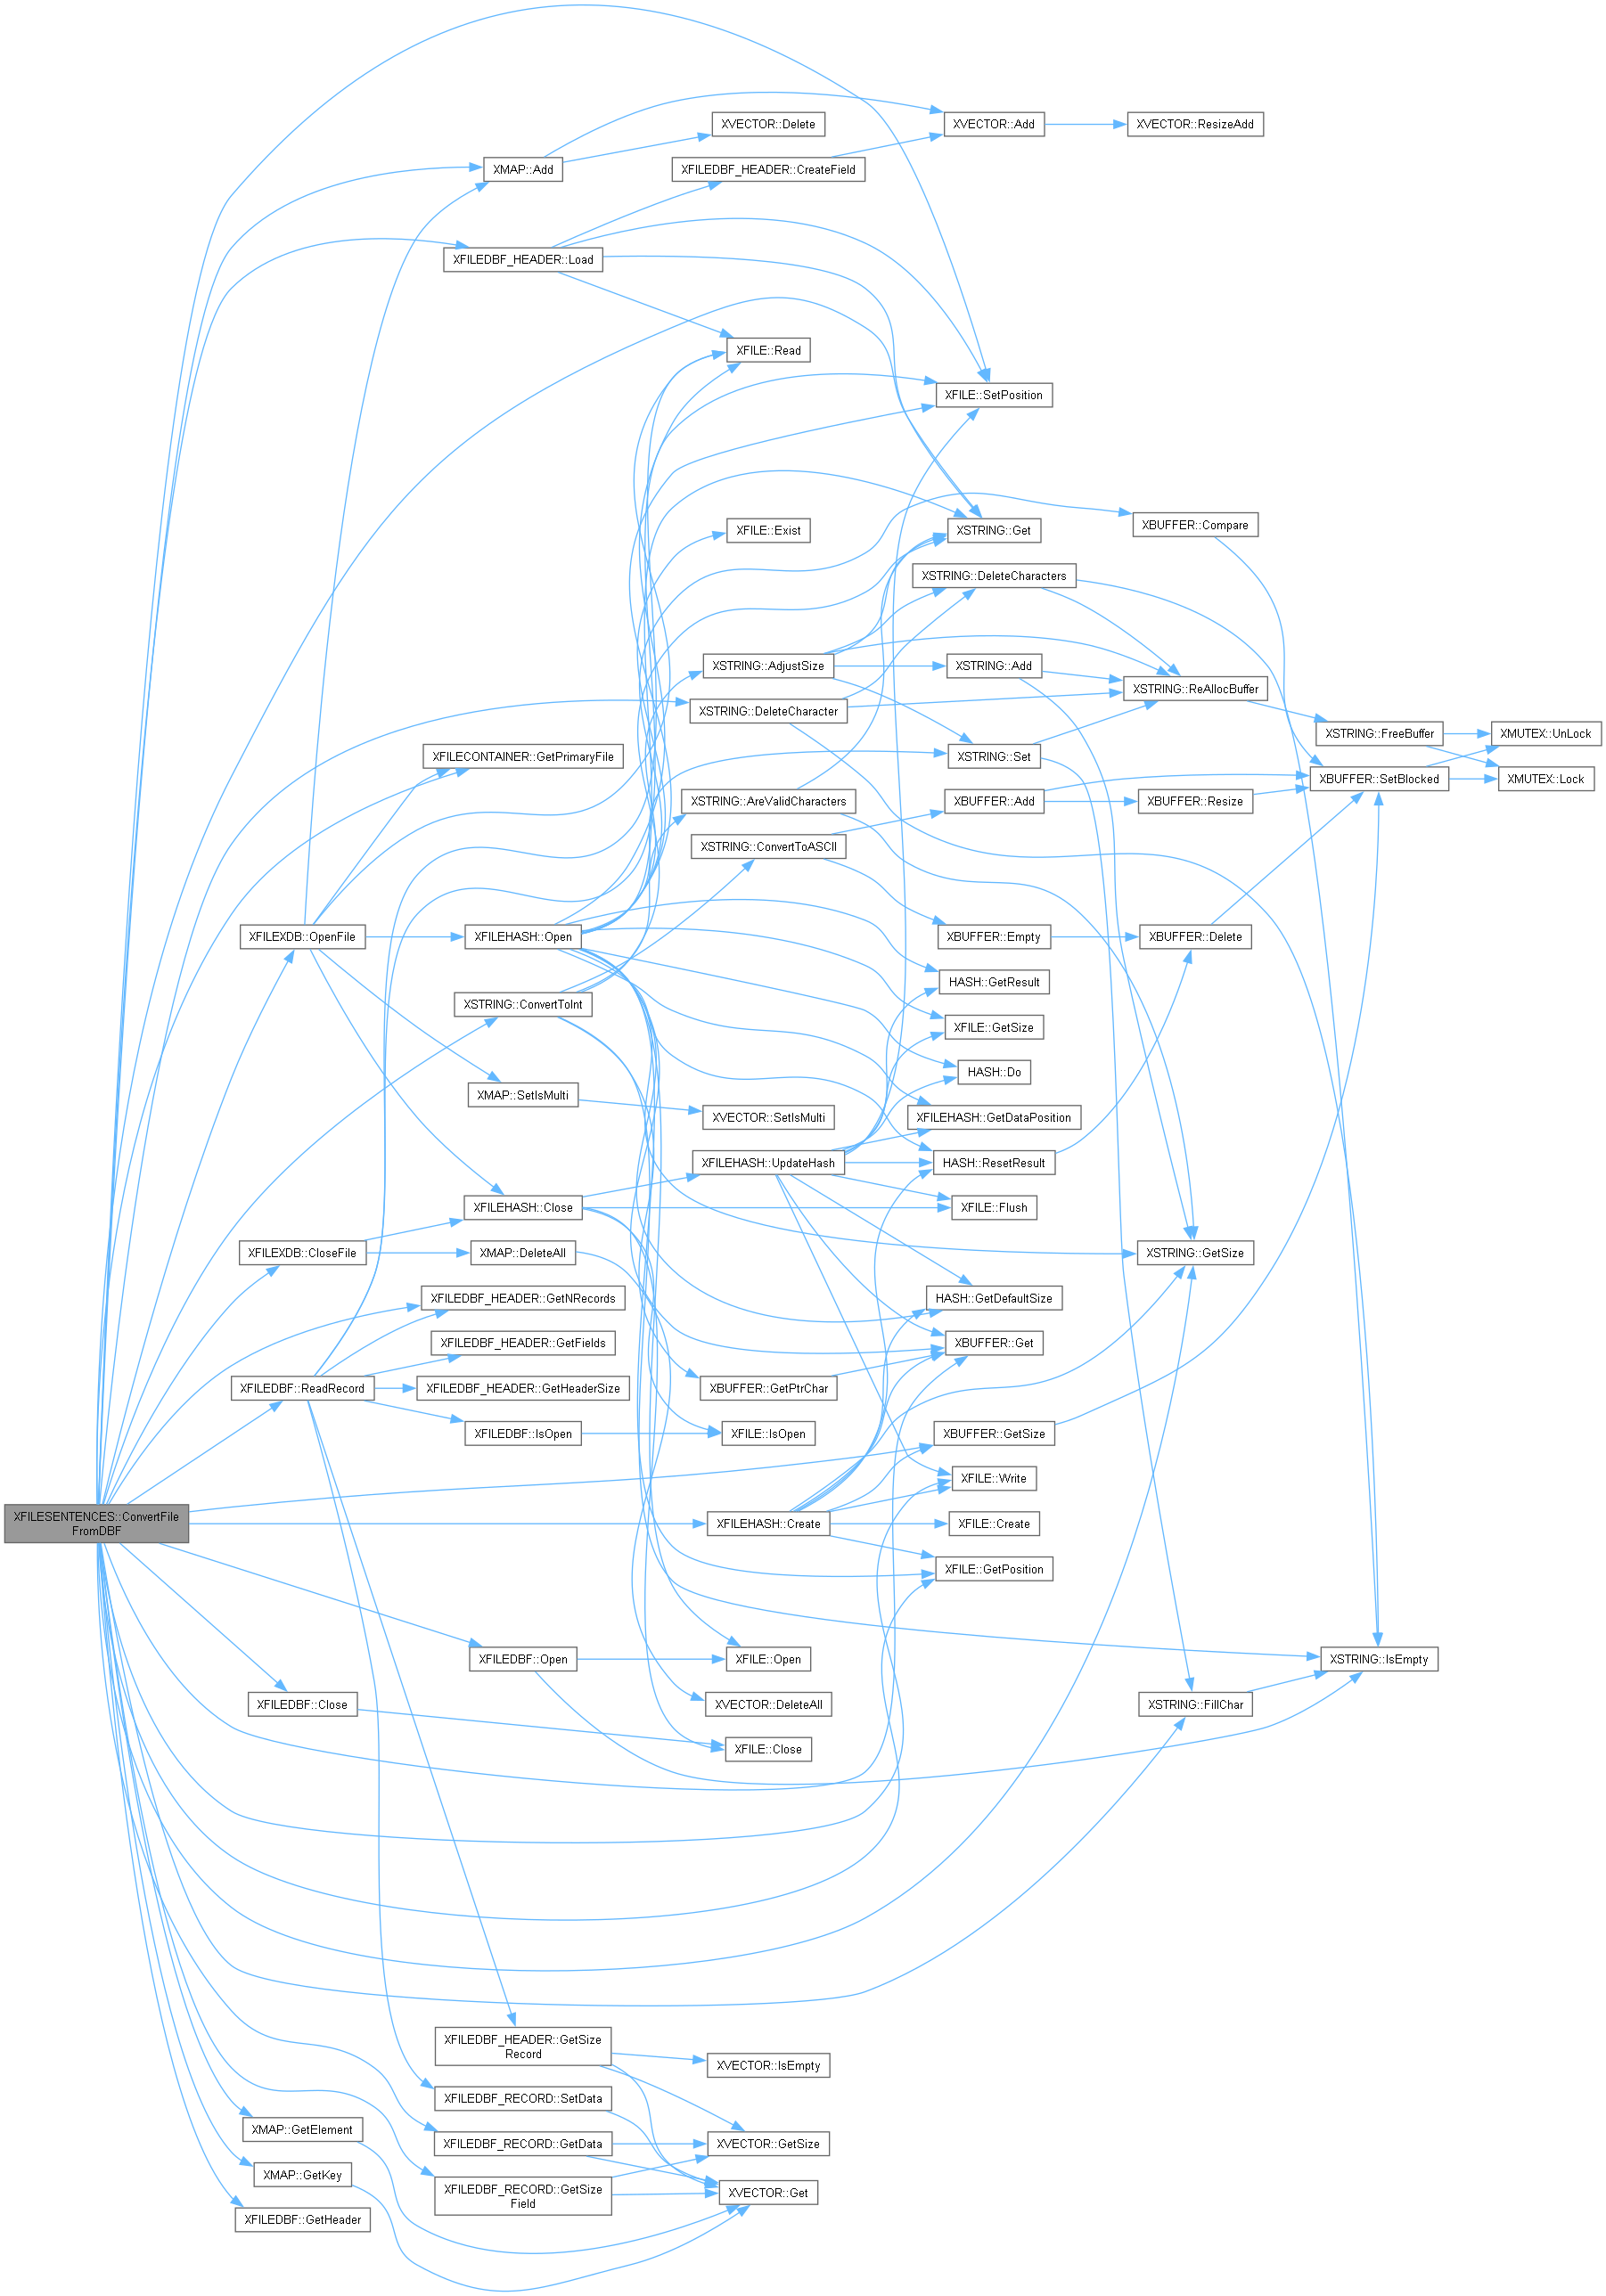 XVECTOR::Delete
XVECTOR::Add
XVECTOR::ResizeAdd
XMAP::Add
XFILEDBF_HEADER::CreateField
XFILEDBF_HEADER::Load
XFILE::Read
XFILE::SetPosition
XFILE::Exist
XSTRING::Get
XBUFFER::Compare
XSTRING::DeleteCharacters
XSTRING::AdjustSize
XSTRING::Add
XSTRING::ReAllocBuffer
XSTRING::DeleteCharacter
XSTRING::FreeBuffer
XMUTEX::UnLock
XFILECONTAINER::GetPrimaryFile
XSTRING::Set
XBUFFER::SetBlocked
XMUTEX::Lock
XSTRING::AreValidCharacters
XBUFFER::Add
XBUFFER::Resize
XSTRING::ConvertToASCII
XFILEXDB::OpenFile
XFILEHASH::Open
XBUFFER::Empty
XBUFFER::Delete
HASH::GetResult
XSTRING::ConvertToInt
XFILE::GetSize
HASH::Do
XMAP::SetIsMulti
XVECTOR::SetIsMulti
XFILEHASH::GetDataPosition
XFILEHASH::UpdateHash
HASH::ResetResult
XFILEHASH::Close
XFILE::Flush
XFILEXDB::CloseFile
XMAP::DeleteAll
XSTRING::GetSize
XFILEDBF_HEADER::GetNRecords
HASH::GetDefaultSize
XFILEDBF_HEADER::GetFields
XBUFFER::Get
XFILEDBF::ReadRecord
XFILEDBF_HEADER::GetHeaderSize
XBUFFER::GetPtrChar
XFILEDBF::IsOpen
XFILE::IsOpen
XBUFFER::GetSize
XFILE::Write
XFILESENTENCES::ConvertFile
FromDBF
XFILEHASH::Create
XFILE::Create
XFILE::GetPosition
XFILEDBF::Open
XFILE::Open
XSTRING::IsEmpty
XFILEDBF::Close
XVECTOR::DeleteAll
XSTRING::FillChar
XFILE::Close
XFILEDBF_HEADER::GetSize
Record
XVECTOR::IsEmpty
XFILEDBF_RECORD::SetData
XMAP::GetElement
XFILEDBF_RECORD::GetData
XVECTOR::GetSize
XMAP::GetKey
XFILEDBF_RECORD::GetSize
Field
XVECTOR::Get
XFILEDBF::GetHeader